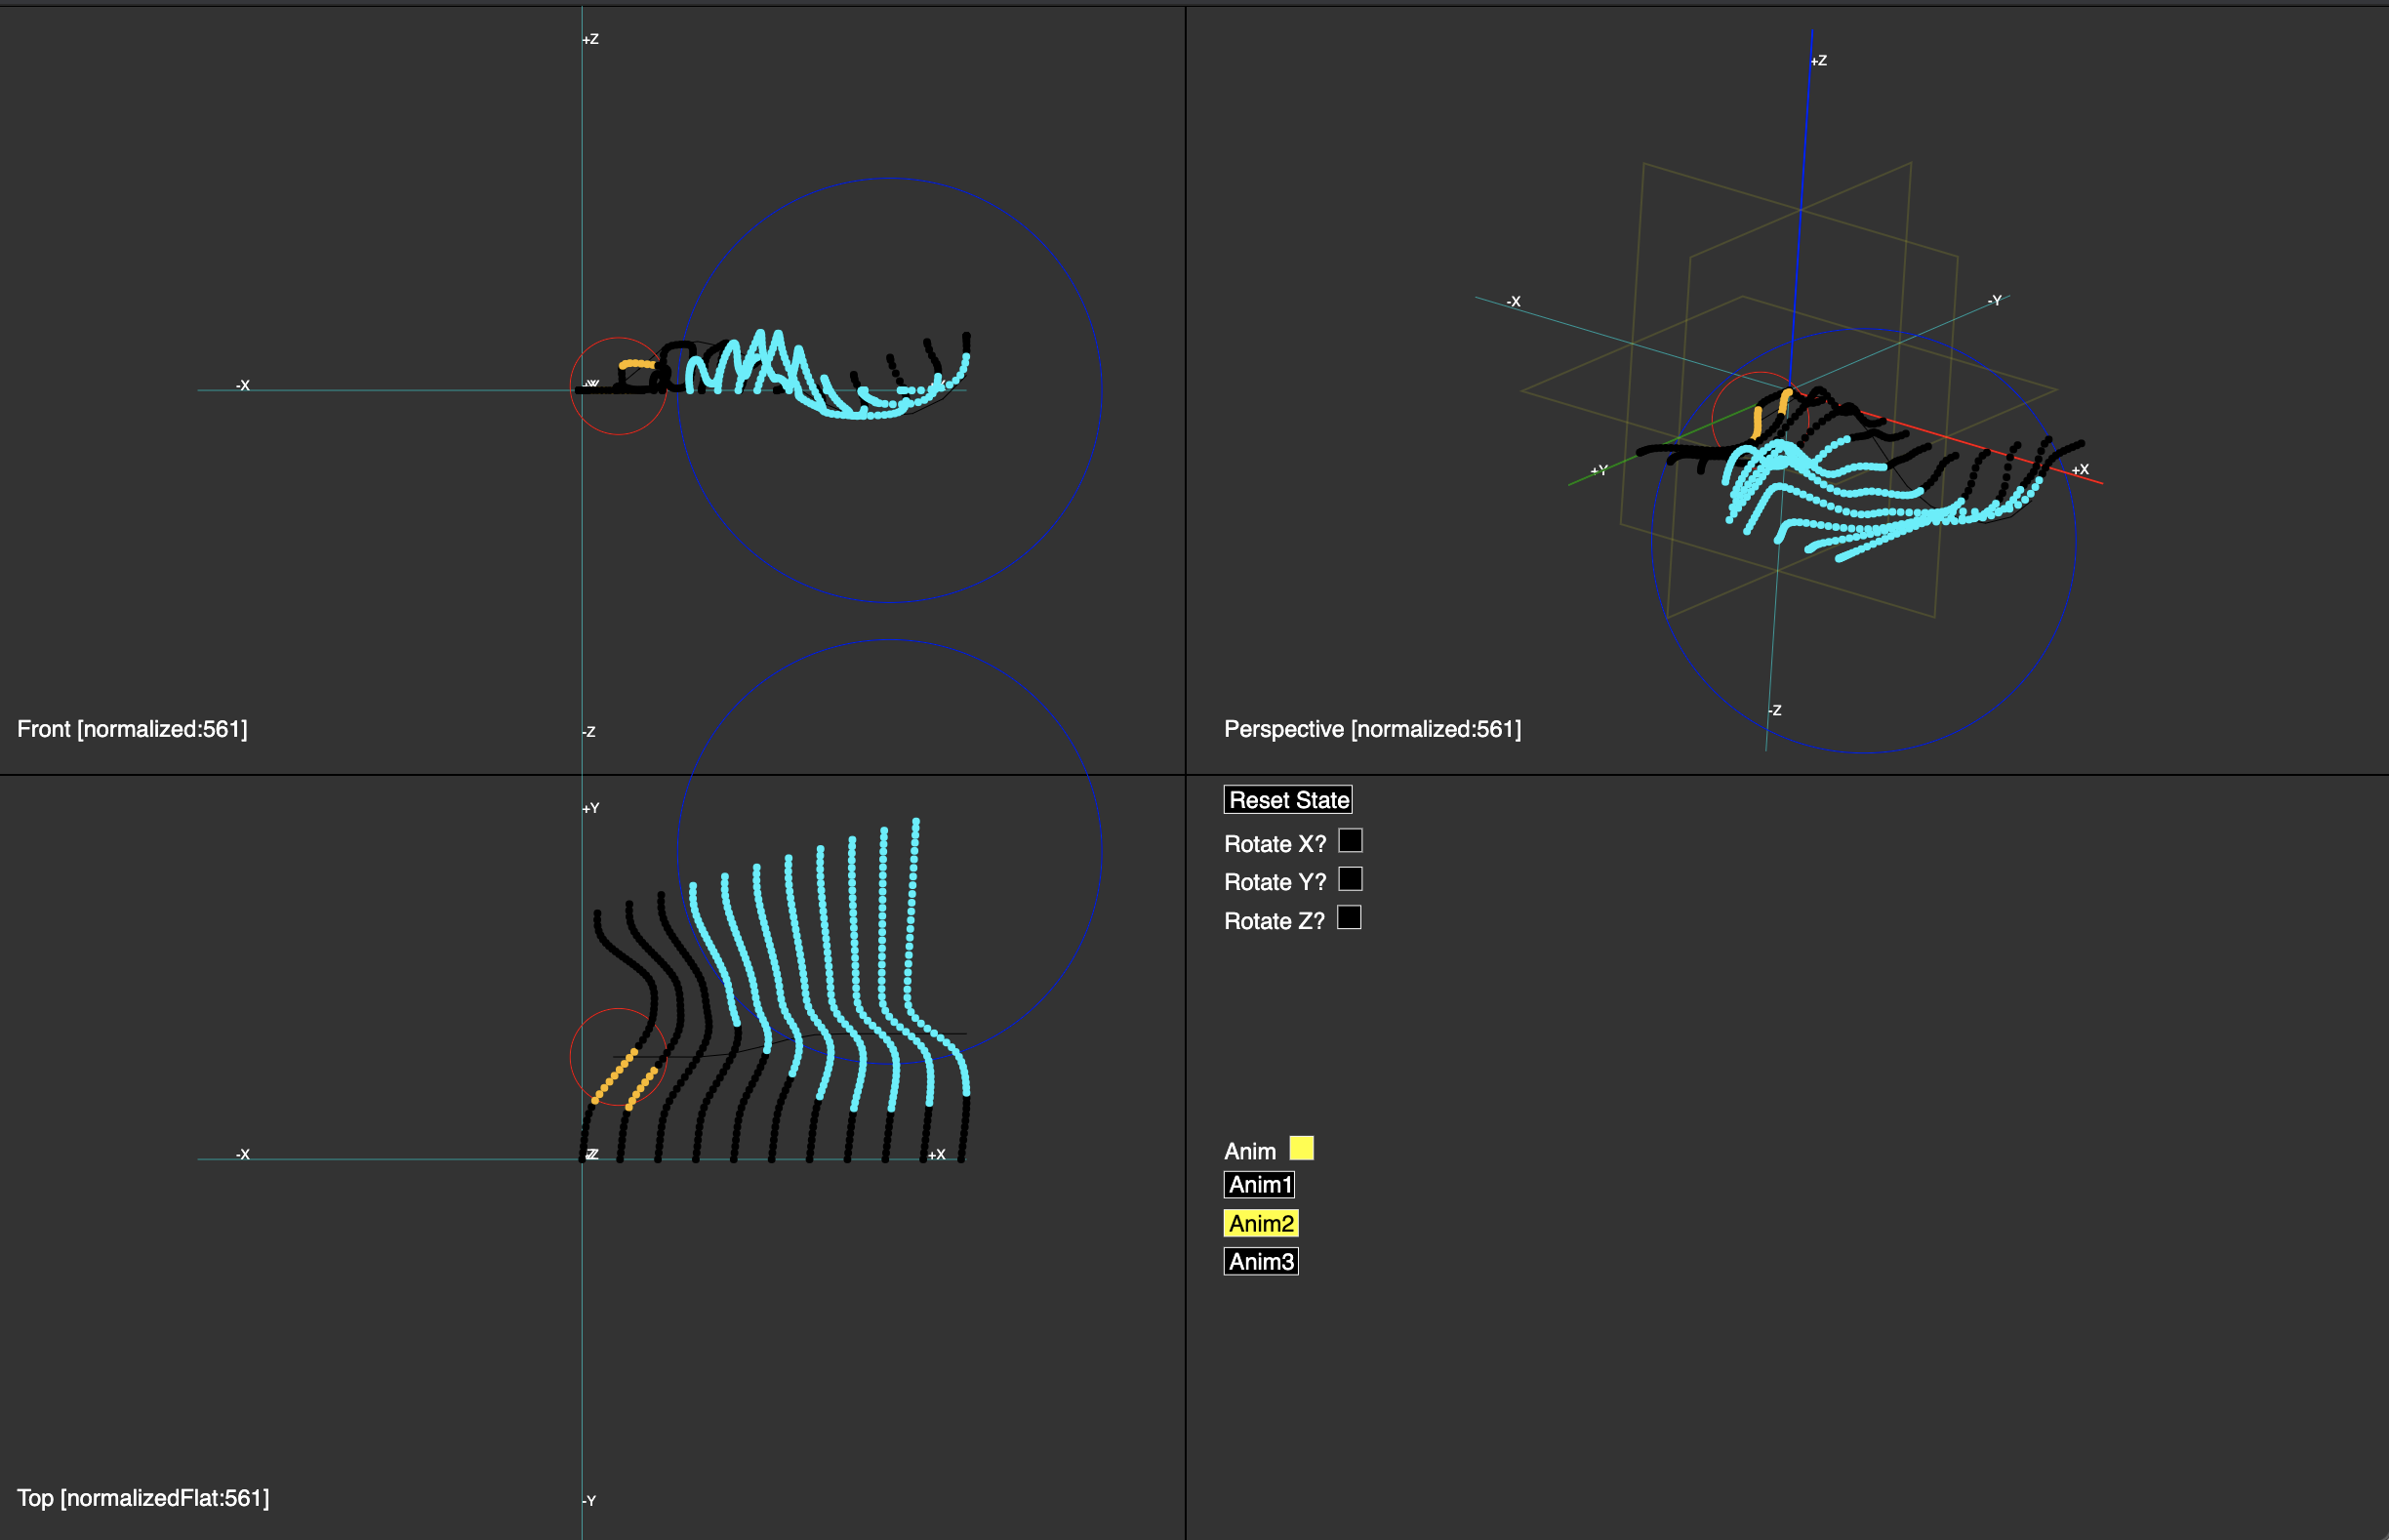 +Z
-X
Front [normalized:561]
-Z
+Z
-X
-Y
+Y
+X
-Z
Perspective [normalized:561]
+Y
-X
+X
-Y
Top [normalizedFlat:561]
Reset State
Rotate X?
Rotate Y?
Rotate Z?
Anim
Anim1
Anim2
Anim3